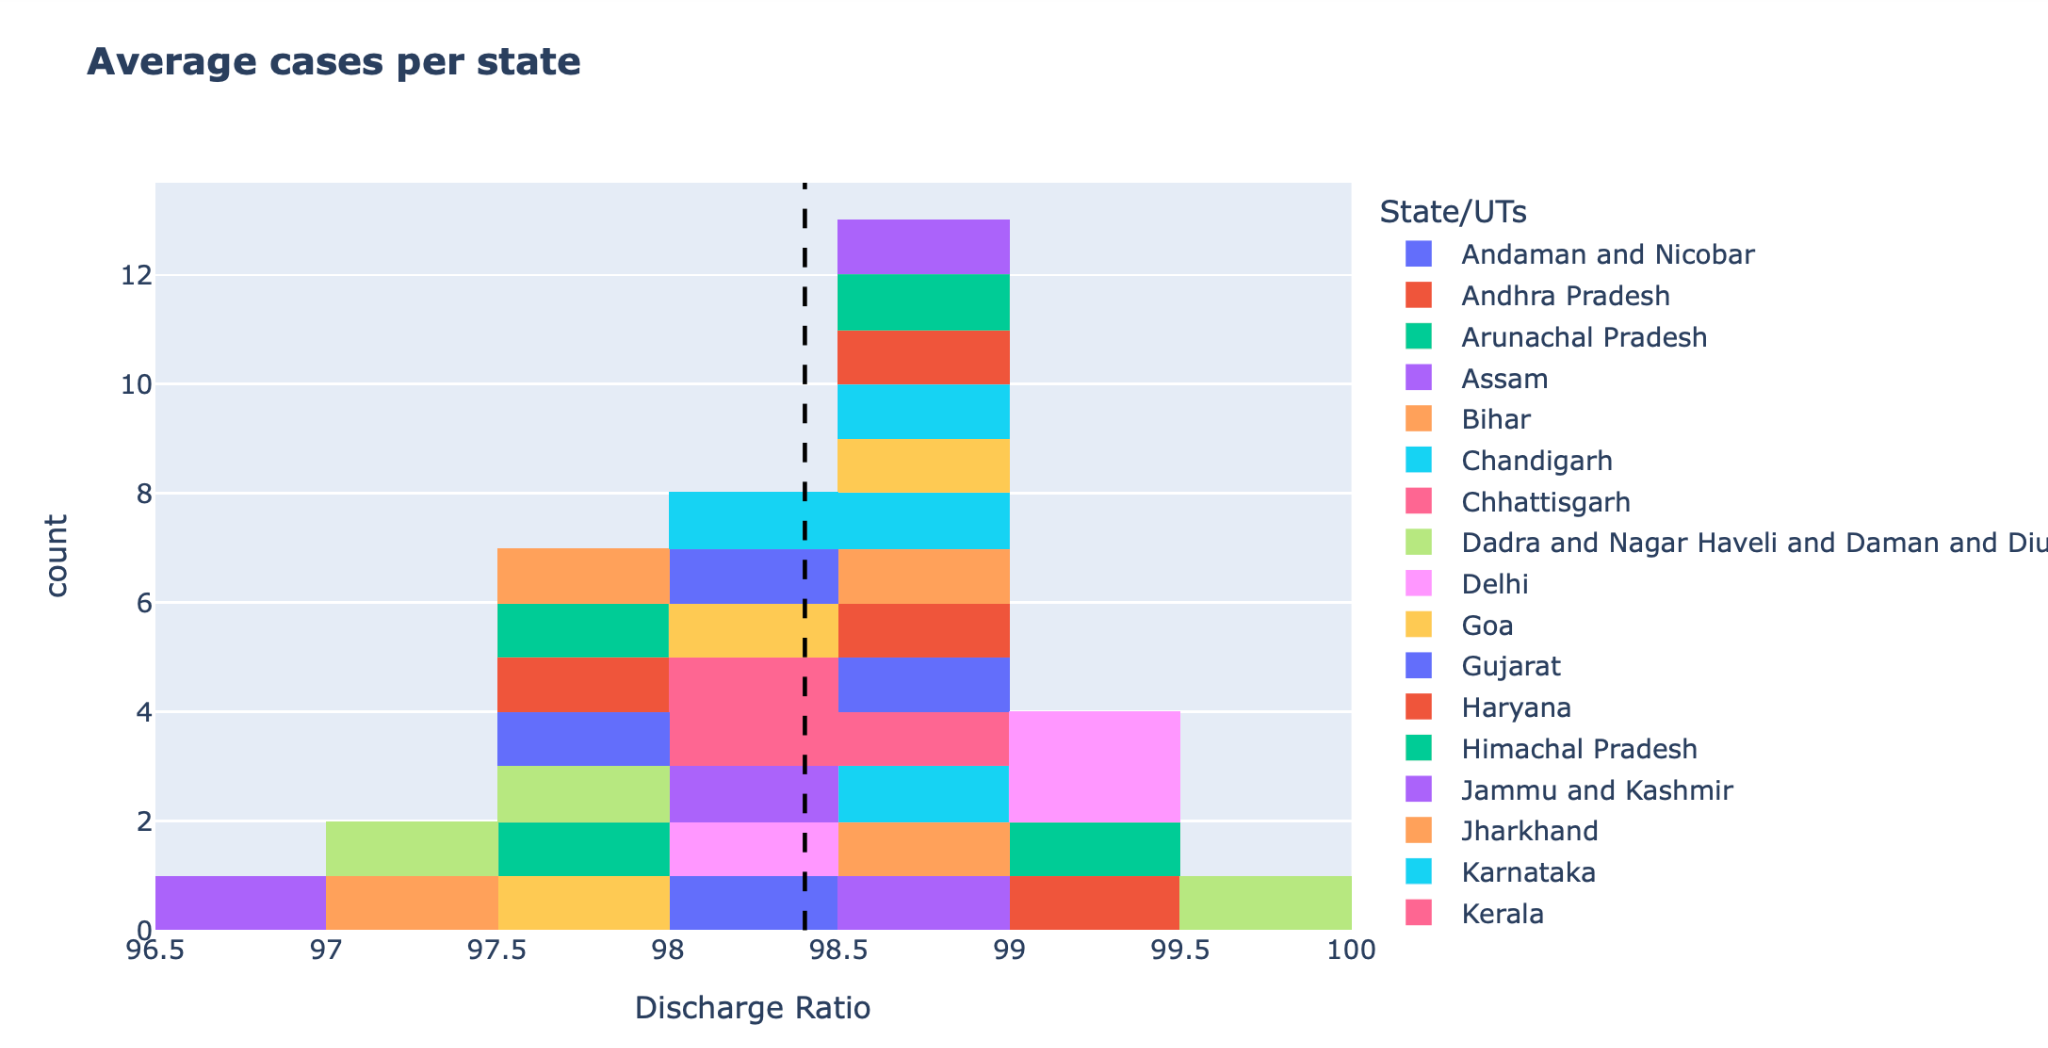 Average cases per state
count
12
10
8
6
4
2
0
96.5 97 97.5 98 98.5 99 99.5 100
Discharge Ratio
State/UTs
Andaman and Nicobar
Andhra Pradesh
Arunachal Pradesh
Assam
Bihar
Chandigarh
Chhattisgarh
Dadra and Nagar Haveli and Daman and Diu
Delhi
Goa
Gujarat
Haryana
Himachal Pradesh
Jammu and Kashmir
Jharkhand
Karnataka
Kerala